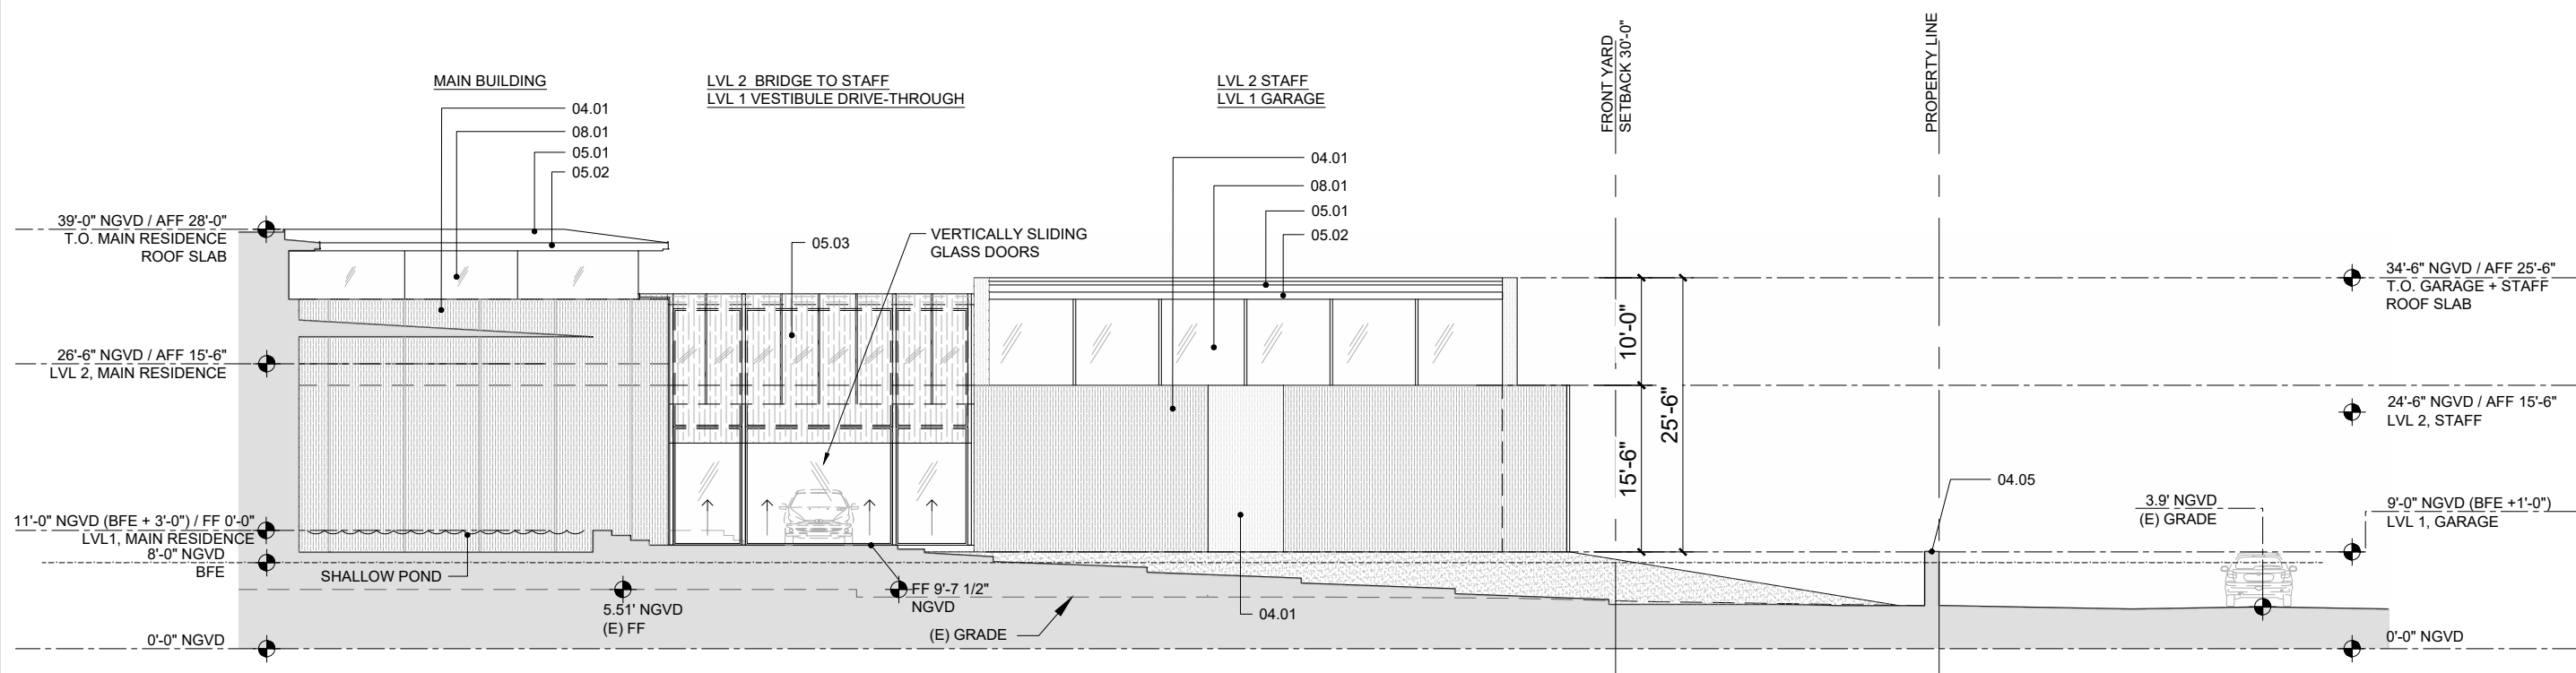 MAIN BUILDING
04.01
08.01
05.01
05.02
LVL 2 BRIDGE TO STAFF
LVL 1 VESTIBULE DRIVE-THROUGH
05.03
VERTICALLY SLIDING
GLASS DOORS
LVL 2 STAFF
LVL 1 GARAGE
04.01
08.01
05.01
05.02
FRONT YARD
SETBACK 30'-0"
PROPERTY LINE
39'-0" NGVD / AFF 28'-0"
T.O. MAIN RESIDENCE
ROOF SLAB
26'-6" NGVD / AFF 15'-6"
LVL 2, MAIN RESIDENCE
11'-0" NGVD (BFE + 3'-0") / FF 0'-0"
LVL1, MAIN RESIDENCE
8'-0" NGVD
BFE
0'-0" NGVD
SHALLOW POND
5.51' NGVD
(E) FF
FF 9'-7 1/2"
NGVD
(E) GRADE
04.01
10'-0"
15'-6"
25'-6"
04.05
3.9' NGVD
(E) GRADE
34'-6" NGVD / AFF 25'-6"
T.O. GARAGE + STAFF
ROOF SLAB
24'-6" NGVD / AFF 15'-6"
LVL 2, STAFF
9'-0" NGVD (BFE +1'-0")
LVL 1, GARAGE
0'-0" NGVD